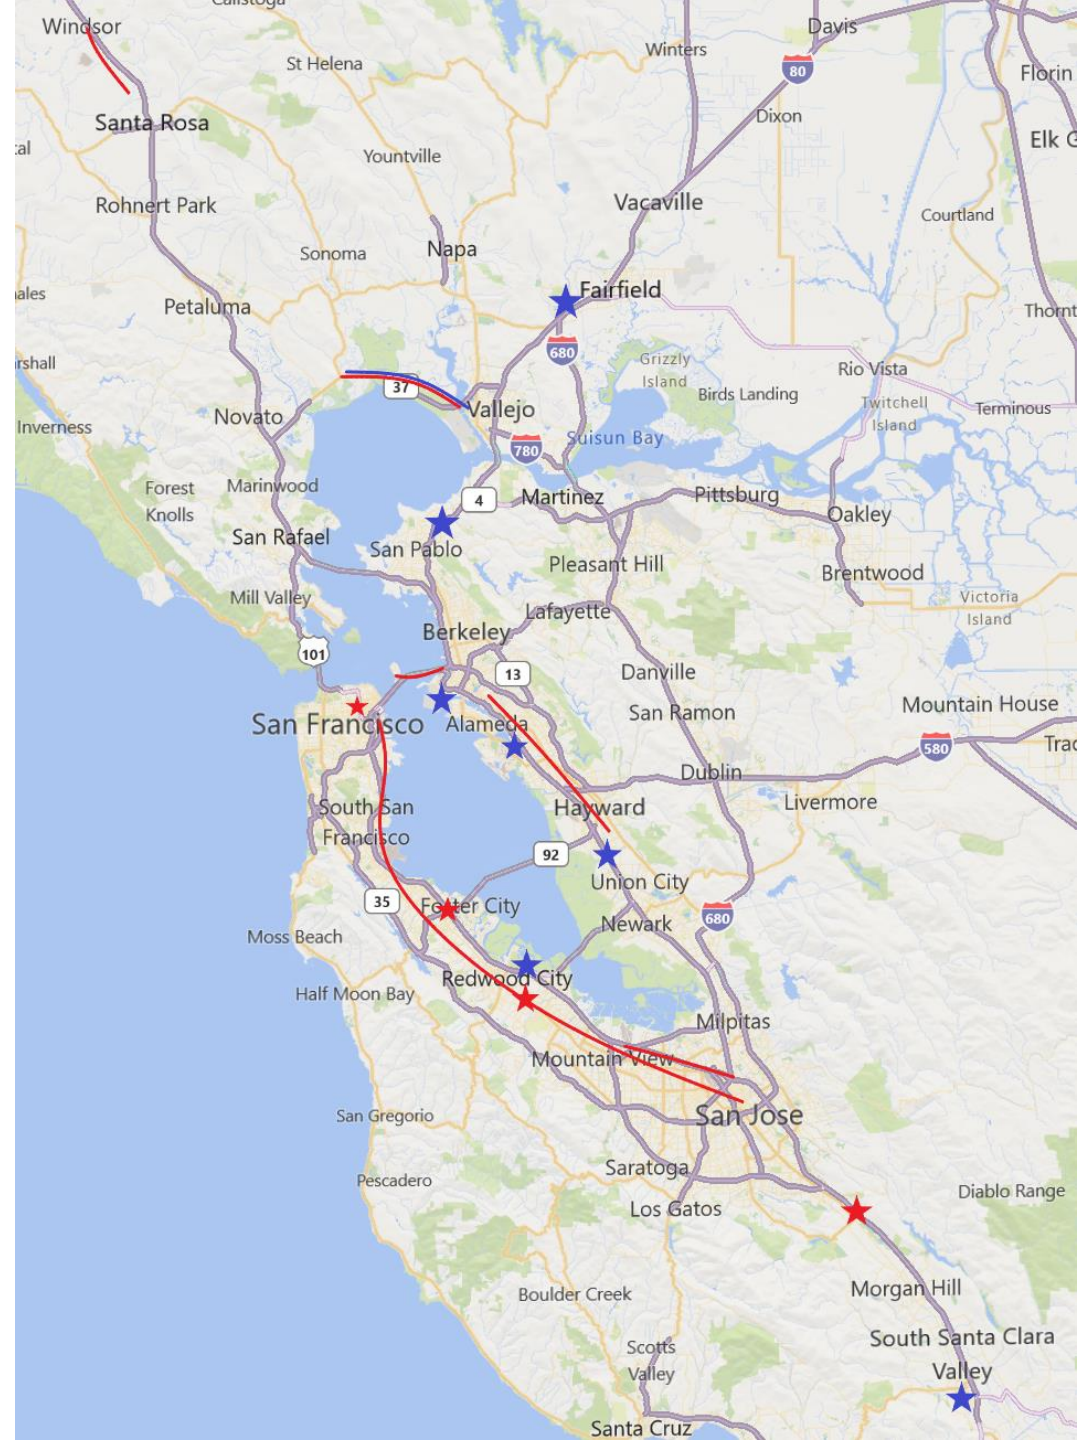 Calistoga
Windsor
Davis
Winters
St Helena
80
Florin
Dixon
Santa Rosa
Elk G
tal
Yountville
Vacaville
Rohnert Park
Courtland
Napa
Sonoma
Fairfield
ales
Petaluma
Thornt
680
Grizzly
Island
rshall
Rio Vista
37
Birds Landing
Twitchell
Island
Terminous
Novato
Vallejo
Inverness
Suisun Bay
780
Forest
Knolls
Marinwood
4
Martinez
Pittsburg
Oakley
San Rafael
San Pablo
Pleasant Hill
Brentwood
Mill Valley
Victoria
Island
Lafayette
Berkeley
101
13
Danville
San Francisco
Alameda
San Ramon
Mountain House
580
Trac
Dublin
Livermore
South San
Francisco
Hayward
92
Union City
35
Foster City
680
Newark
Moss Beach
Redwood City
Half Moon Bay
Milpitas
Mountain View
San Gregorio
San Jose
Saratoga
Pescadero
Los Gatos
Diablo Range
Boulder Creek
Morgan Hill
South Santa Clara
Valley
Scotts
Valley
Santa Cruz